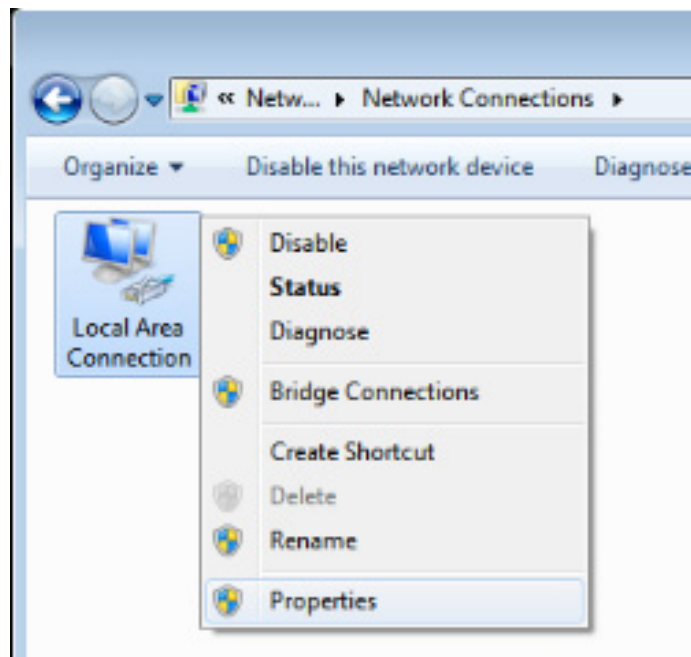 « Netw... ▸ Network Connections ▸
Organize ▾ Disable this network device Diagnose
Local Area
Connection
Disable
Status
Diagnose
Bridge Connections
Create Shortcut
Delete
Rename
Properties